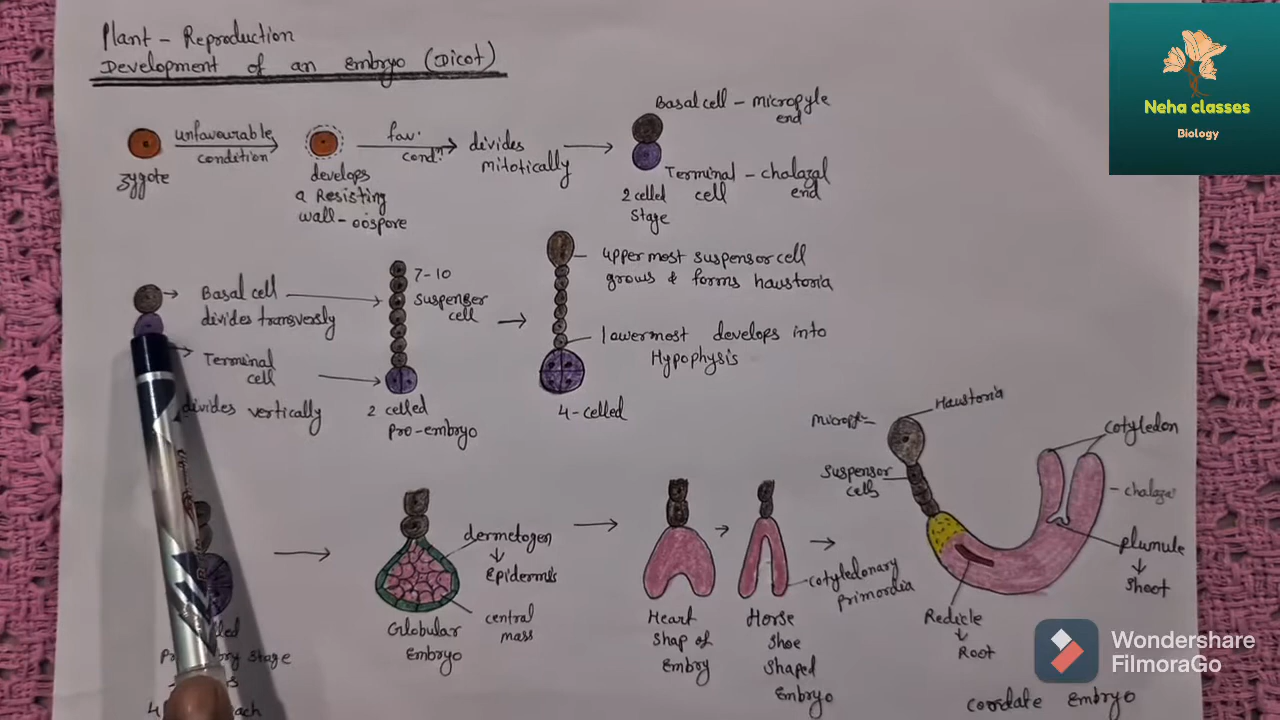 Plant - Reproduction
Development of an Embryo (Dicot)
Neha classes
Biology
zygote
unfavourable
condition
develops
a Resisting
wall-oospore
fav.
condn
divides
mitotically
Basal cell - micropyle
end
Terminal - chalazal
cell end
2 celled
Stage
Basal cell
divides transversly
Terminal
cell
divides vertically
7-10
suspenser
cell
2 celled
Pro-embryo
upper most suspensor cell
grows & forms haustoria
lowermost develops into
Hypophysis
4-celled
dermetogen
Epidermis
central
mass
Globular
Embryo
Heart
Shap of
Embry
Horse
Shoe
Shaped
Embryo
cotyledonary
primordia
Haustoria
Suspensor
cells
cotyledon
chalaza
plumule
Shoot
Redicle
Root
coordate Embryo
Wondershare
FilmoraGo